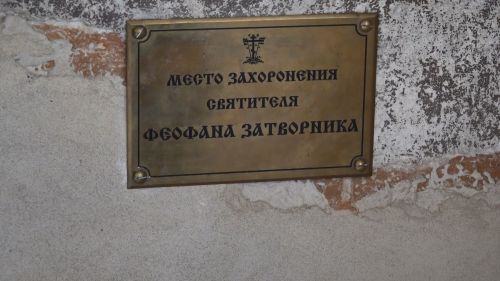 МЕСТО ЗАХОРОНЕНИЯ
СВЯТИТЕЛЯ
ФЕОФАНА ЗАТВОРНИКА